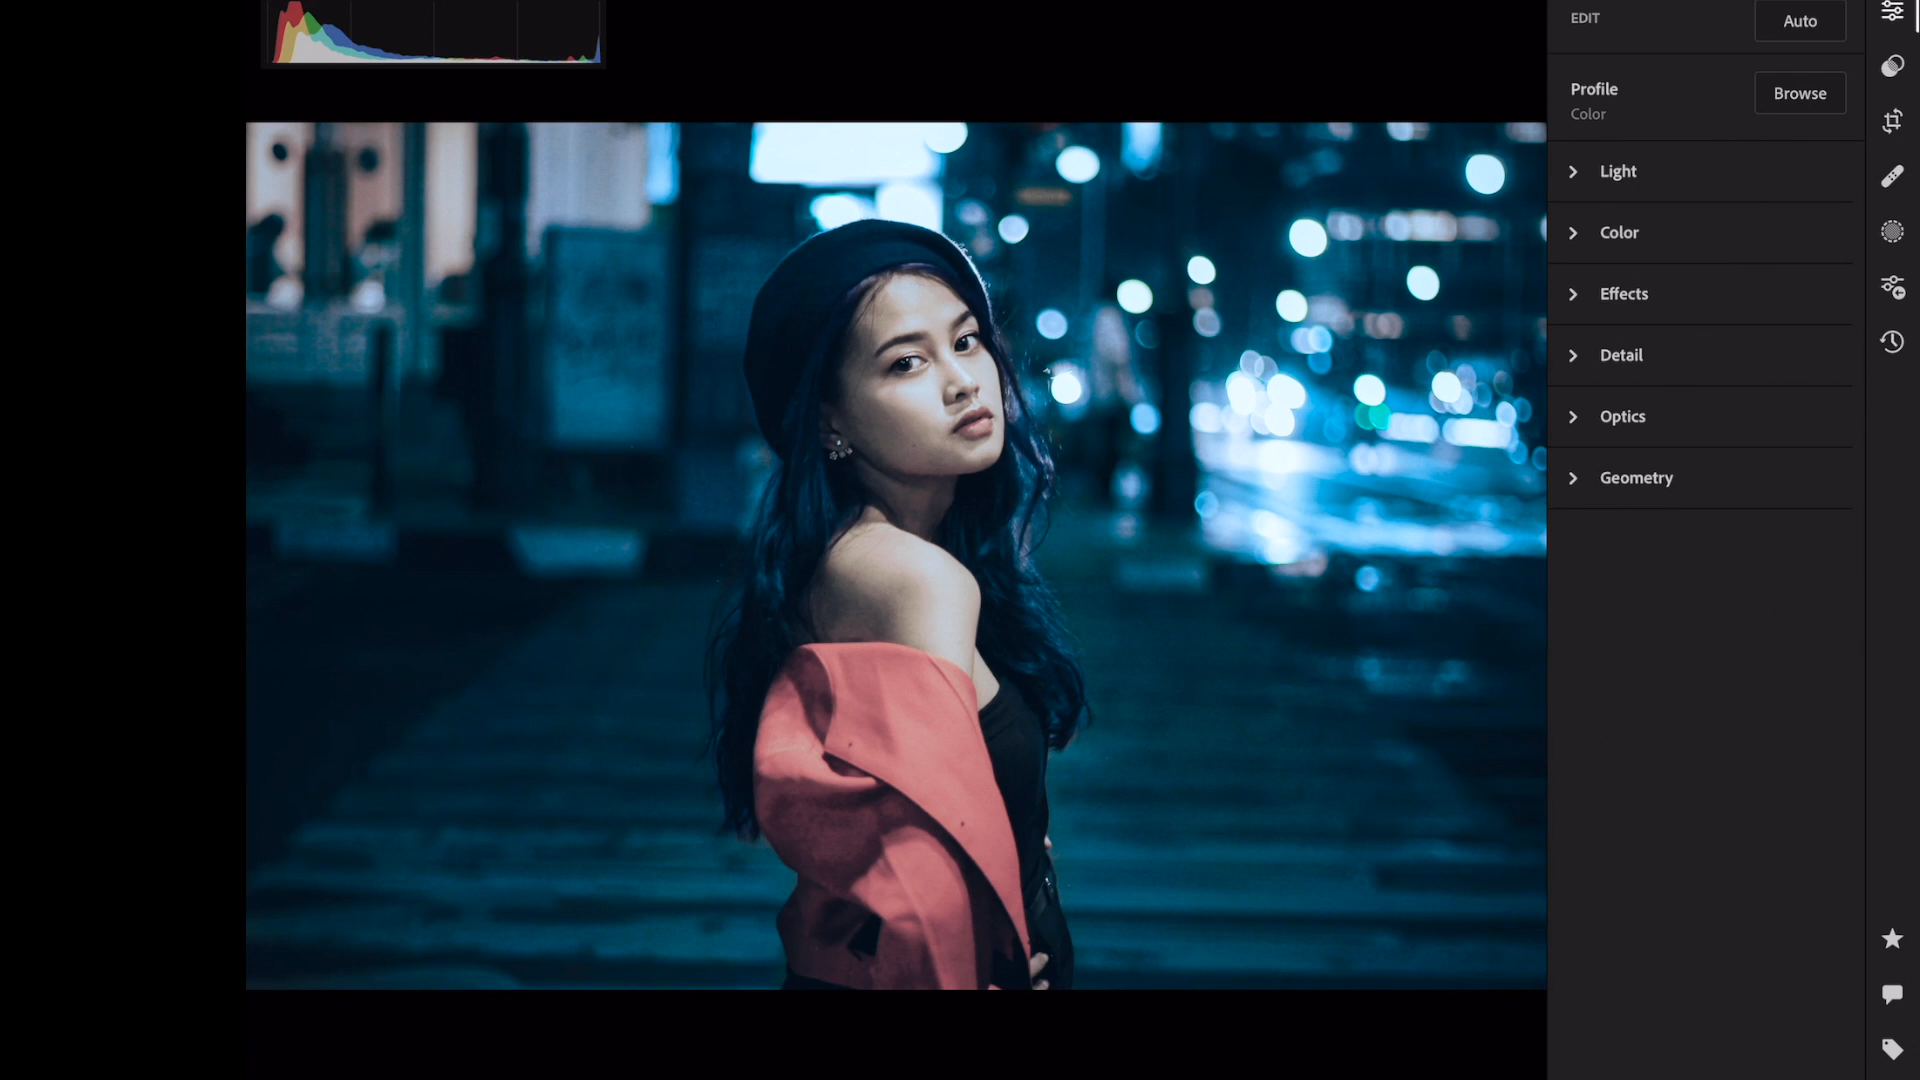 EDIT
Auto
Profile
Browse
Color
Light
Color
Effects
Detail
Optics
Geometry